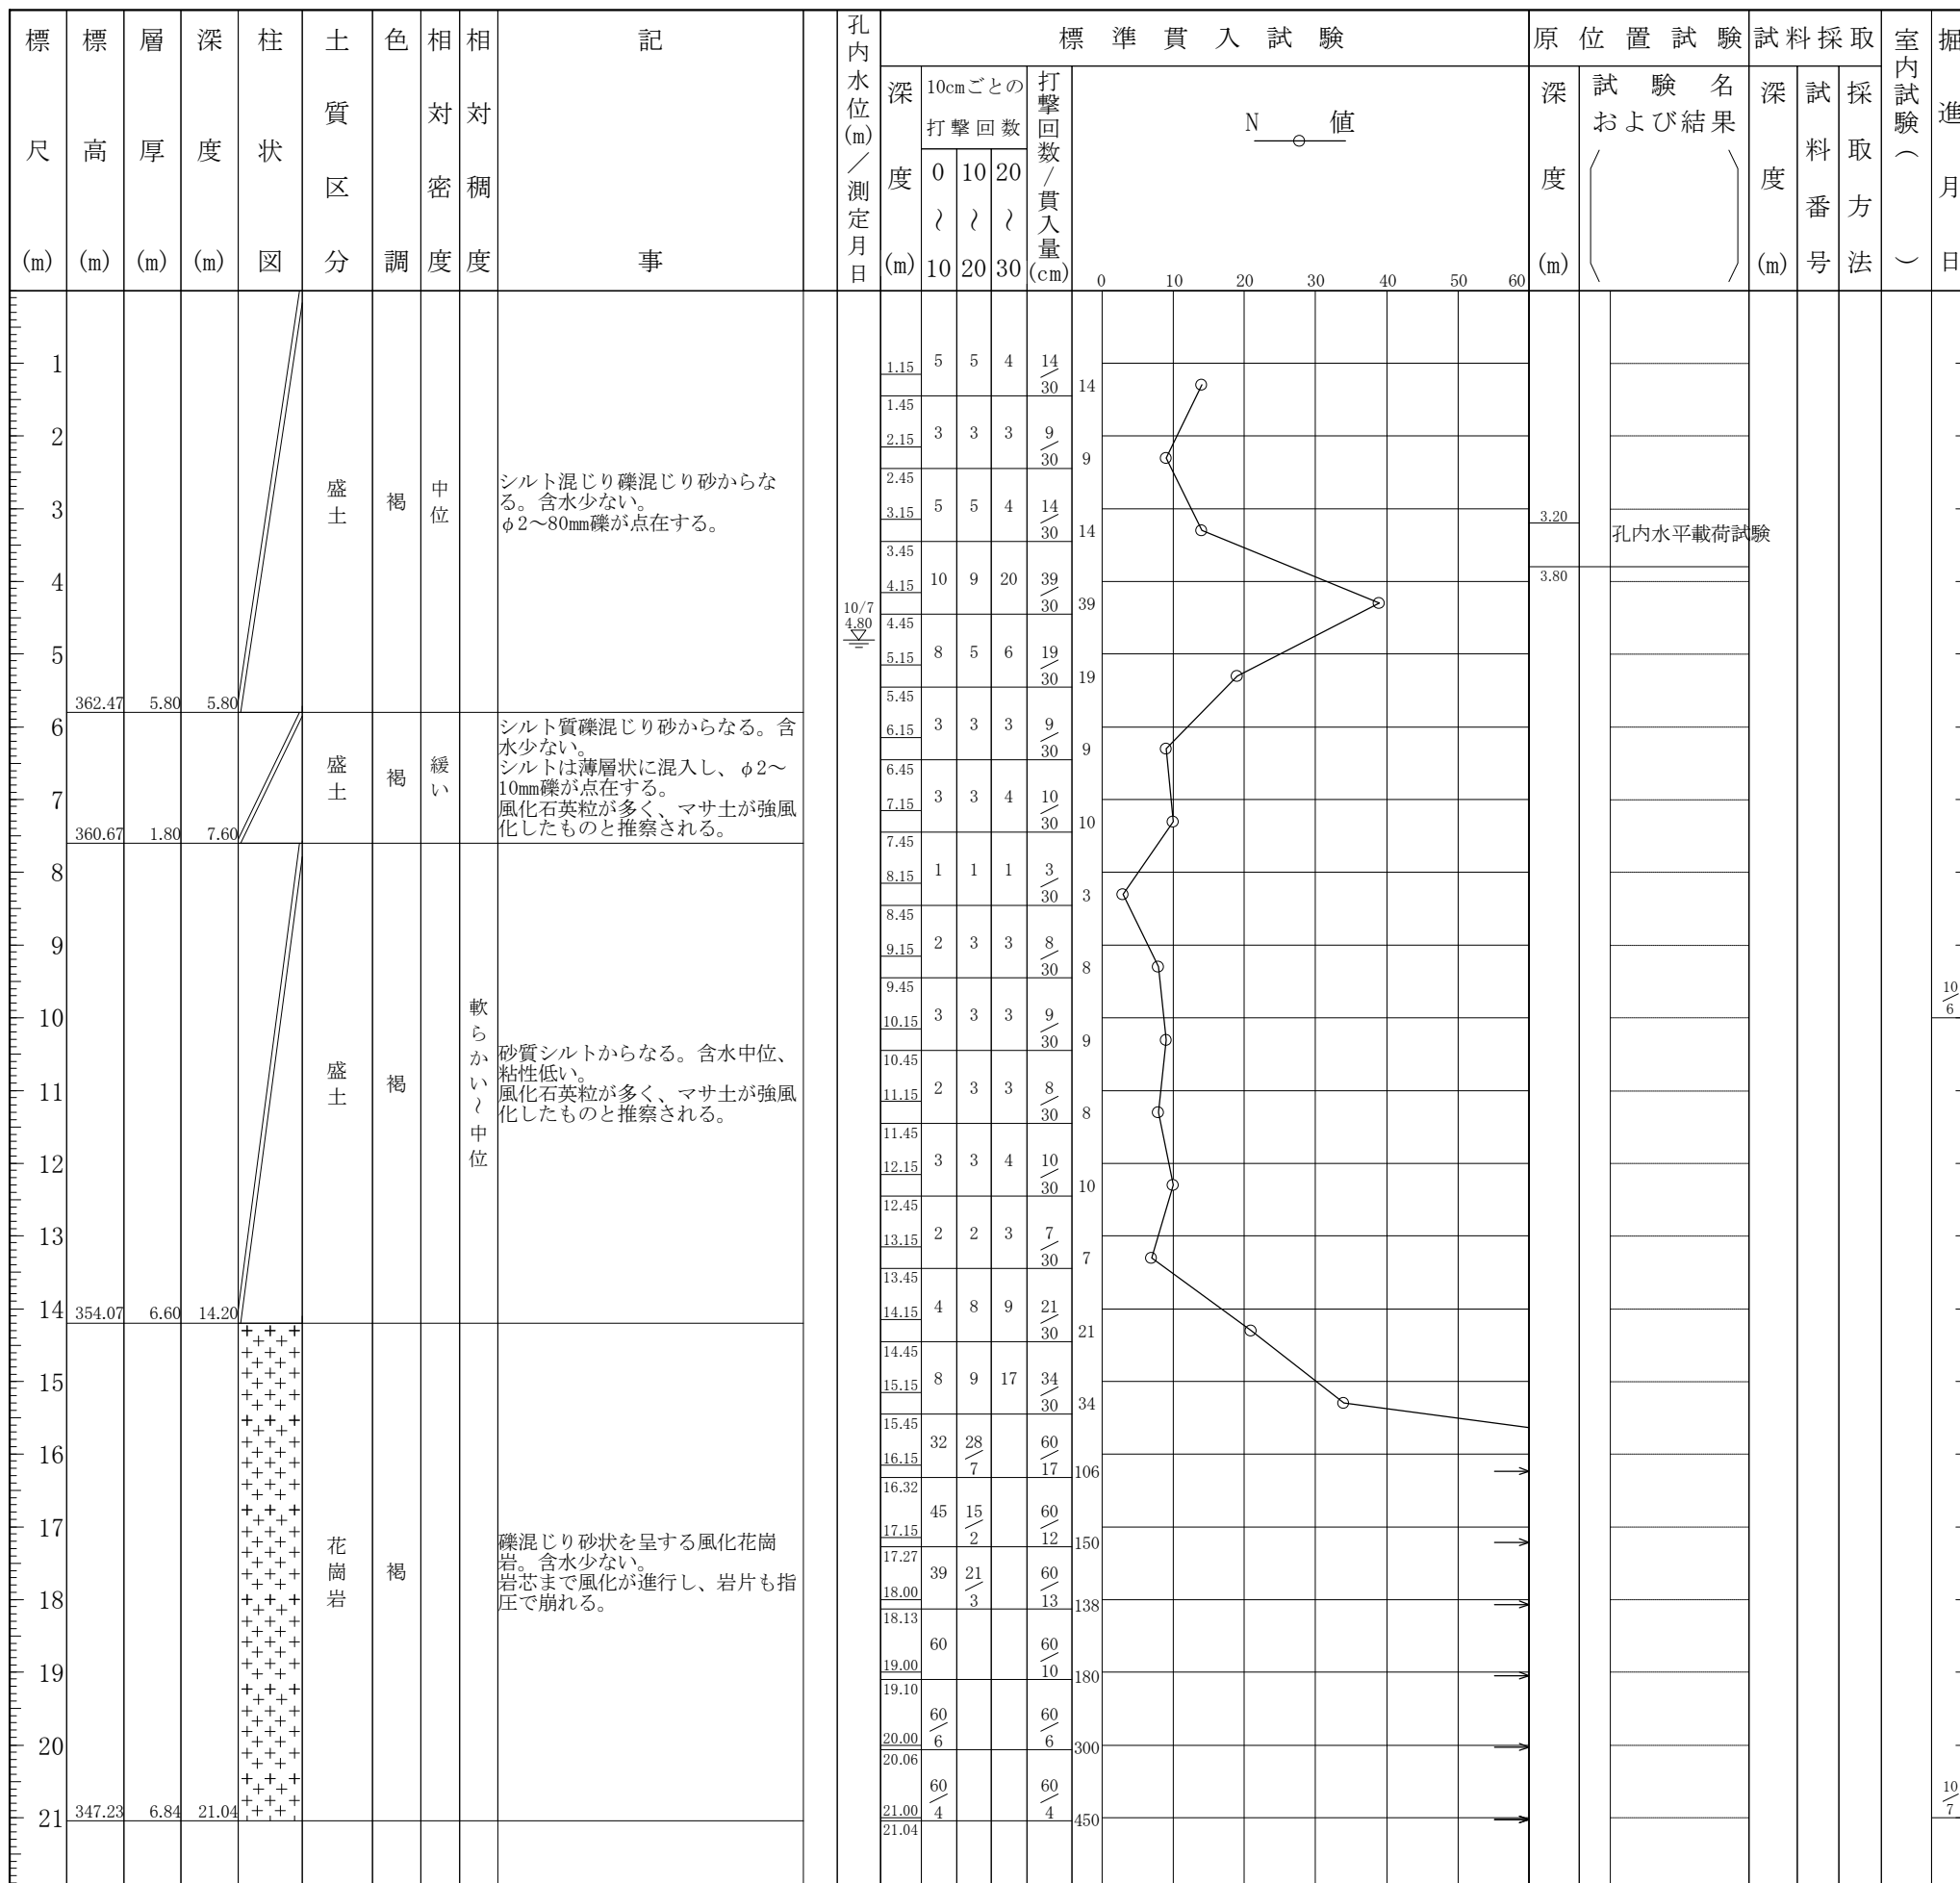 標尺(m)
標高(m)
層厚(m)
深度(m)
柱状図
土質区分
色調
相対密度
相対稠度
記事
孔内水位(m)／測定月日
標準貫入試験
深度(m)
10cmごとの
打撃回数
0〜10
10〜20
20〜30
打撃回数/貫入量(cm)
N 値
0 10 20 30 40 50 60
原位置試験
深度(m)
試験名
および結果
試料採取
深度(m)
試料番号
採取方法
室内試験（ ）
掘進月日
1
2
3
4
5
6
7
8
9
10
11
12
13
14
15
16
17
18
19
20
21
362.47 5.80 5.80
盛土
褐
中位
シルト混じり礫混じり砂からな
る。含水少ない。
φ2〜80mm礫が点在する。
360.67 1.80 7.60
盛土
褐
緩い
シルト質礫混じり砂からなる。含
水少ない。
シルトは薄層状に混入し、φ2〜
10mm礫が点在する。
風化石英粒が多く、マサ土が強風
化したものと推察される。
354.07 6.60 14.20
盛土
褐
軟らかい〜中位
砂質シルトからなる。含水中位、
粘性低い。
風化石英粒が多く、マサ土が強風
化したものと推察される。
347.23 6.84 21.04
花崗岩
褐
礫混じり砂状を呈する風化花崗
岩。含水少ない。
岩芯まで風化が進行し、岩片も指
圧で崩れる。
10/7
4.80
1.15 5 5 4 14/30 14
1.45
2.15 3 3 3 9/30 9
2.45
3.15 5 5 4 14/30 14
3.45
4.15 10 9 20 39/30 39
4.45
5.15 8 5 6 19/30 19
5.45
6.15 3 3 3 9/30 9
6.45
7.15 3 3 4 10/30 10
7.45
8.15 1 1 1 3/30 3
8.45
9.15 2 3 3 8/30 8
9.45
10.15 3 3 3 9/30 9
10.45
11.15 2 3 3 8/30 8
11.45
12.15 3 3 4 10/30 10
12.45
13.15 2 2 3 7/30 7
13.45
14.15 4 8 9 21/30 21
14.45
15.15 8 9 17 34/30 34
15.45
16.15 32 28/7 60/17 106
16.32
17.15 45 15/2 60/12 150
17.27
18.00 39 21/3 60/13 138
18.13
19.00 60 60/10 180
19.10
20.00 60/6 60/6 300
20.06
21.00 60/4 60/4 450
21.04
3.20
孔内水平載荷試験
3.80
10/6
10/7